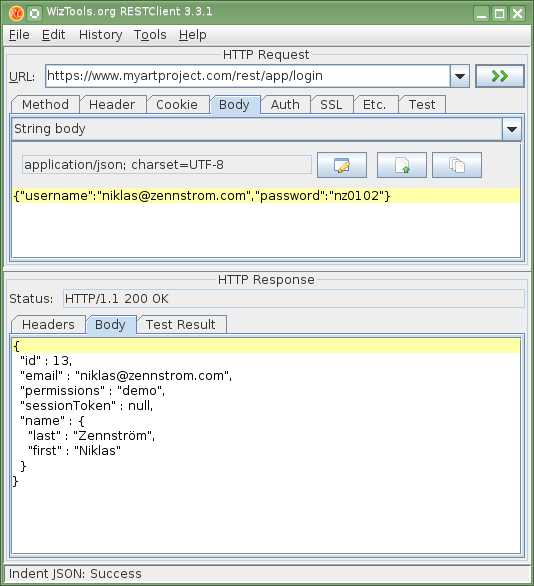 WizTools.org RESTClient 3.3.1
File Edit History Tools Help
HTTP Request
URL: https://www.myartproject.com/rest/app/login
Method Header Cookie Body Auth SSL Etc. Test
String body
application/json; charset=UTF-8
{"username":"niklas@zennstrom.com","password":"nz0102"}
HTTP Response
Status: HTTP/1.1 200 OK
Headers Body Test Result
{
"id" : 13,
"email" : "niklas@zennstrom.com",
"permissions" : "demo",
"sessionToken" : null,
"name" : {
"last" : "Zennström",
"first" : "Niklas"
}
}
Indent JSON: Success